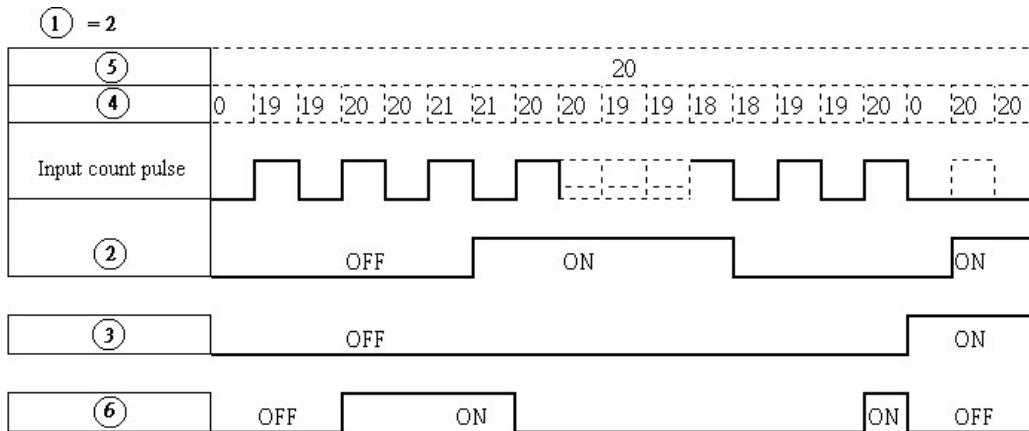 1 = 2
5 20
4 0 19 19 20 20 21 21 20 20 19 19 18 18 19 19 20 0 20 20
Input count pulse
2 OFF ON ON
3 OFF ON
6 OFF ON ON OFF